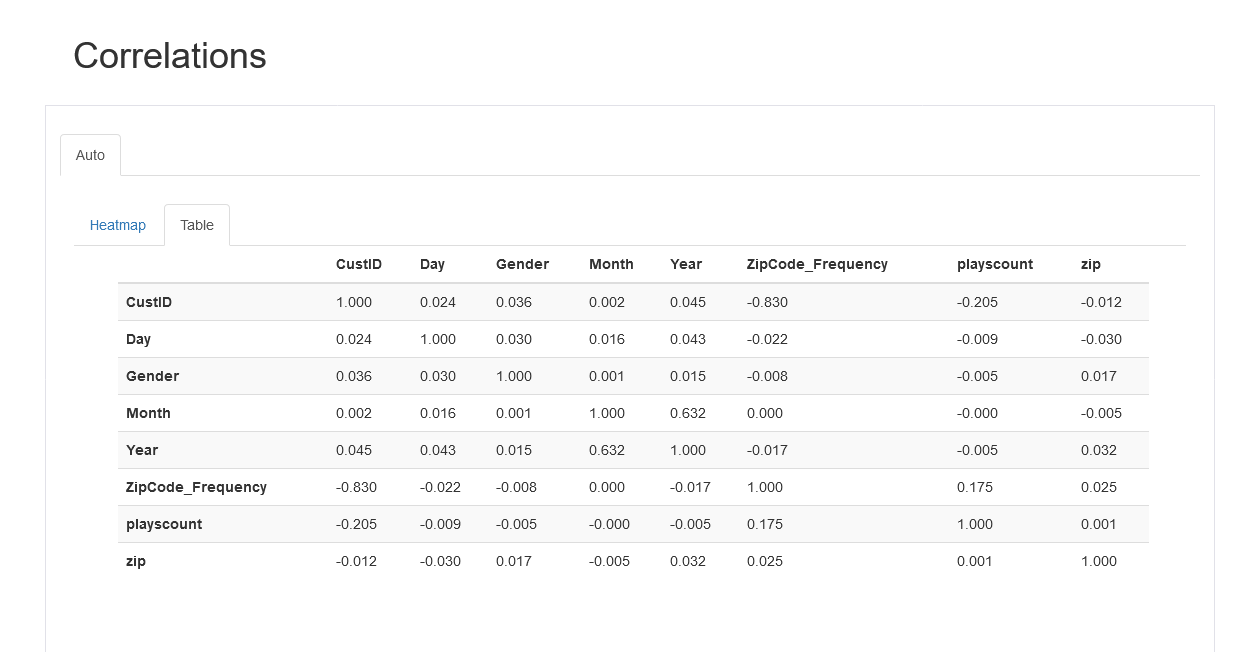 Correlations
Auto
Heatmap Table
CustID Day Gender Month Year ZipCode_Frequency playscount zip
CustID 1.000 0.024 0.036 0.002 0.045 -0.830 -0.205 -0.012
Day 0.024 1.000 0.030 0.016 0.043 -0.022 -0.009 -0.030
Gender 0.036 0.030 1.000 0.001 0.015 -0.008 -0.005 0.017
Month 0.002 0.016 0.001 1.000 0.632 0.000 -0.000 -0.005
Year 0.045 0.043 0.015 0.632 1.000 -0.017 -0.005 0.032
ZipCode_Frequency -0.830 -0.022 -0.008 0.000 -0.017 1.000 0.175 0.025
playscount -0.205 -0.009 -0.005 -0.000 -0.005 0.175 1.000 0.001
zip -0.012 -0.030 0.017 -0.005 0.032 0.025 0.001 1.000